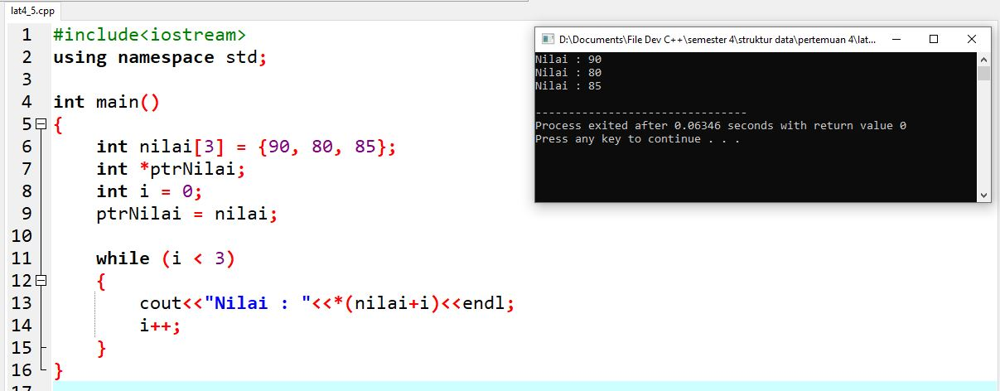 lat4_5.cpp
1 #include<iostream>
2 using namespace std;
3
4 int main()
5 {
6 int nilai[3] = {90, 80, 85};
7 int *ptrNilai;
8 int i = 0;
9 ptrNilai = nilai;
10
11 while (i < 3)
12 {
13 cout<<"Nilai : "<<*(nilai+i)<<endl;
14 i++;
15 }
16 }
17
D:\Documents\File Dev C++\semester 4\struktur data\pertemuan 4\lat...
Nilai : 90
Nilai : 80
Nilai : 85
--------------------------------
Process exited after 0.06346 seconds with return value 0
Press any key to continue . . .